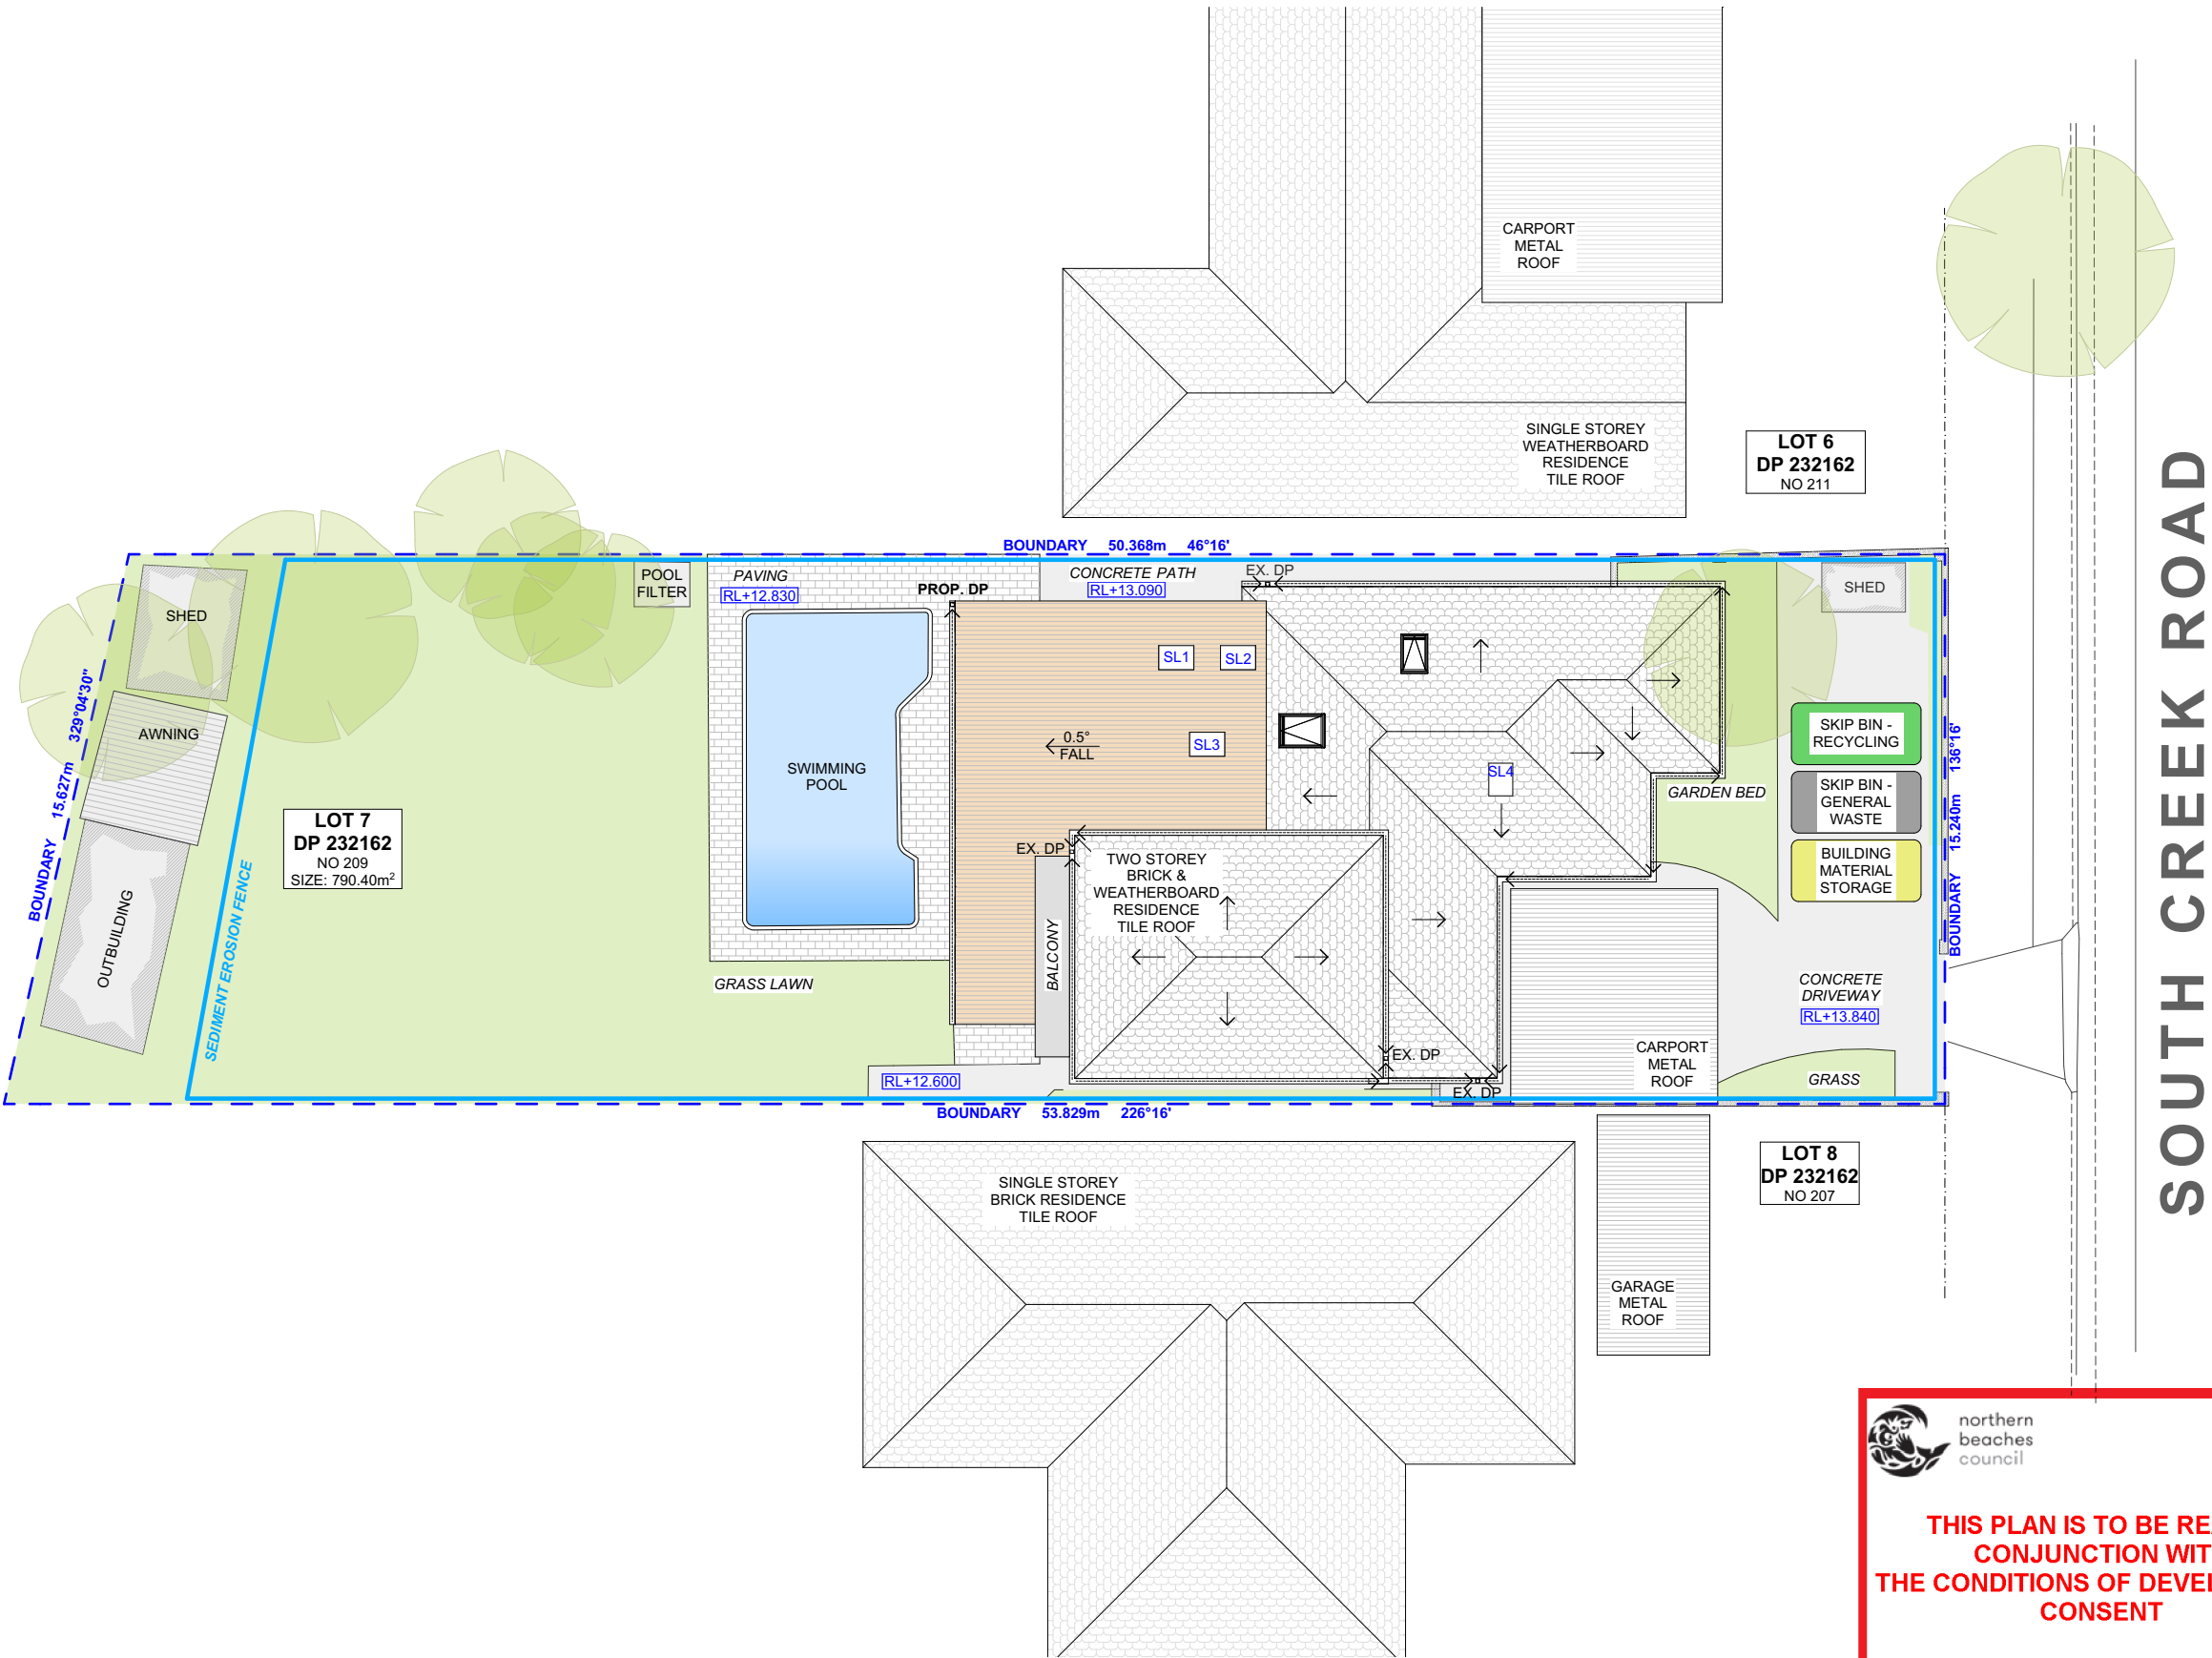 CARPORT
METAL
ROOF
SINGLE STOREY
WEATHERBOARD
RESIDENCE
TILE ROOF
LOT 6
DP 232162
NO 211
SOUTH CREEK ROAD
BOUNDARY 50.368m 46°16'
POOL
FILTER
PAVING
RL+12.830
PROP. DP
CONCRETE PATH
RL+13.090
EX. DP
SHED
SHED
SL1
SL2
SL3
SL4
0.5°
FALL
AWNING
BOUNDARY 15.627m 329°04'30"
OUTBUILDING
SEDIMENT EROSION FENCE
LOT 7
DP 232162
NO 209
SIZE: 790.40m²
SWIMMING
POOL
GRASS LAWN
EX. DP
BALCONY
TWO STOREY
BRICK &
WEATHERBOARD
RESIDENCE
TILE ROOF
GARDEN BED
SKIP BIN -
RECYCLING
SKIP BIN -
GENERAL
WASTE
BUILDING
MATERIAL
STORAGE
BOUNDARY 15.240m 136°16'
CONCRETE
DRIVEWAY
RL+13.840
CARPORT
METAL
ROOF
GRASS
EX. DP
EX. DP
RL+12.600
BOUNDARY 53.829m 226°16'
SINGLE STOREY
BRICK RESIDENCE
TILE ROOF
GARAGE
METAL
ROOF
LOT 8
DP 232162
NO 207
northern
beaches
council
THIS PLAN IS TO BE
CONJUNCTION
THE CONDITIONS OF
CONSENT